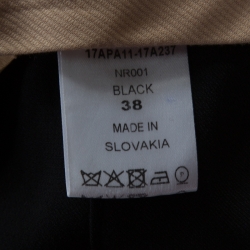 17APA11-17A237
NR001
BLACK
38
MADE IN
SLOVAKIA